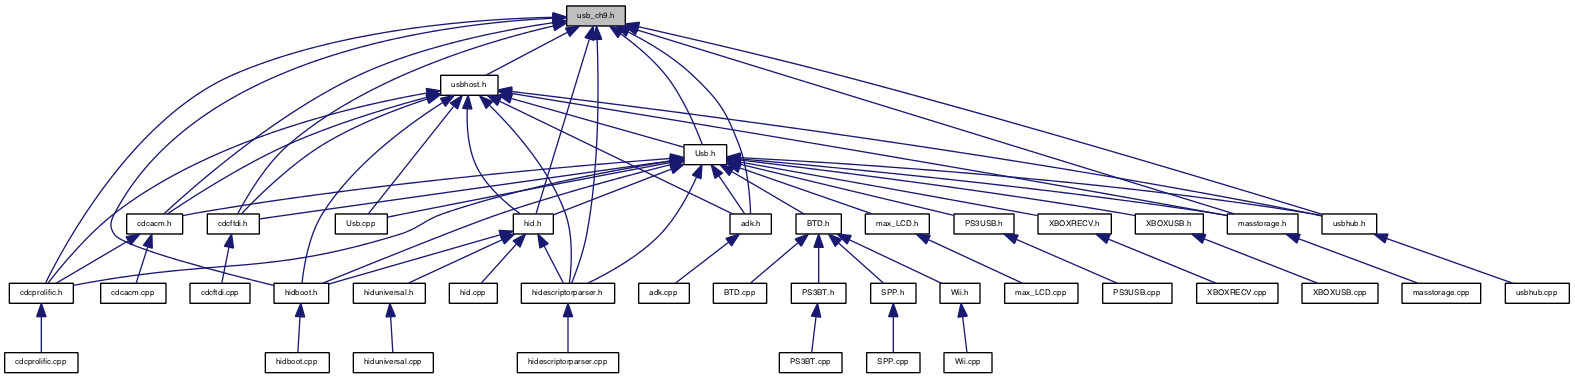 usb_ch9.h
usbhost.h
Usb.h
cdcacm.h
cdcftdi.h
Usb.cpp
hid.h
adk.h
BTD.h
max_LCD.h
PS3USB.h
XBOXRECV.h
XBOXUSB.h
masstorage.h
usbhub.h
cdcprolific.h
cdcacm.cpp
cdcftdi.cpp
hidboot.h
hiduniversal.h
hid.cpp
hidescriptorparser.h
adk.cpp
BTD.cpp
PS3BT.h
SPP.h
Wii.h
max_LCD.cpp
PS3USB.cpp
XBOXRECV.cpp
XBOXUSB.cpp
masstorage.cpp
usbhub.cpp
cdcprolific.cpp
hidboot.cpp
hiduniversal.cpp
hidescriptorparser.cpp
PS3BT.cpp
SPP.cpp
Wii.cpp